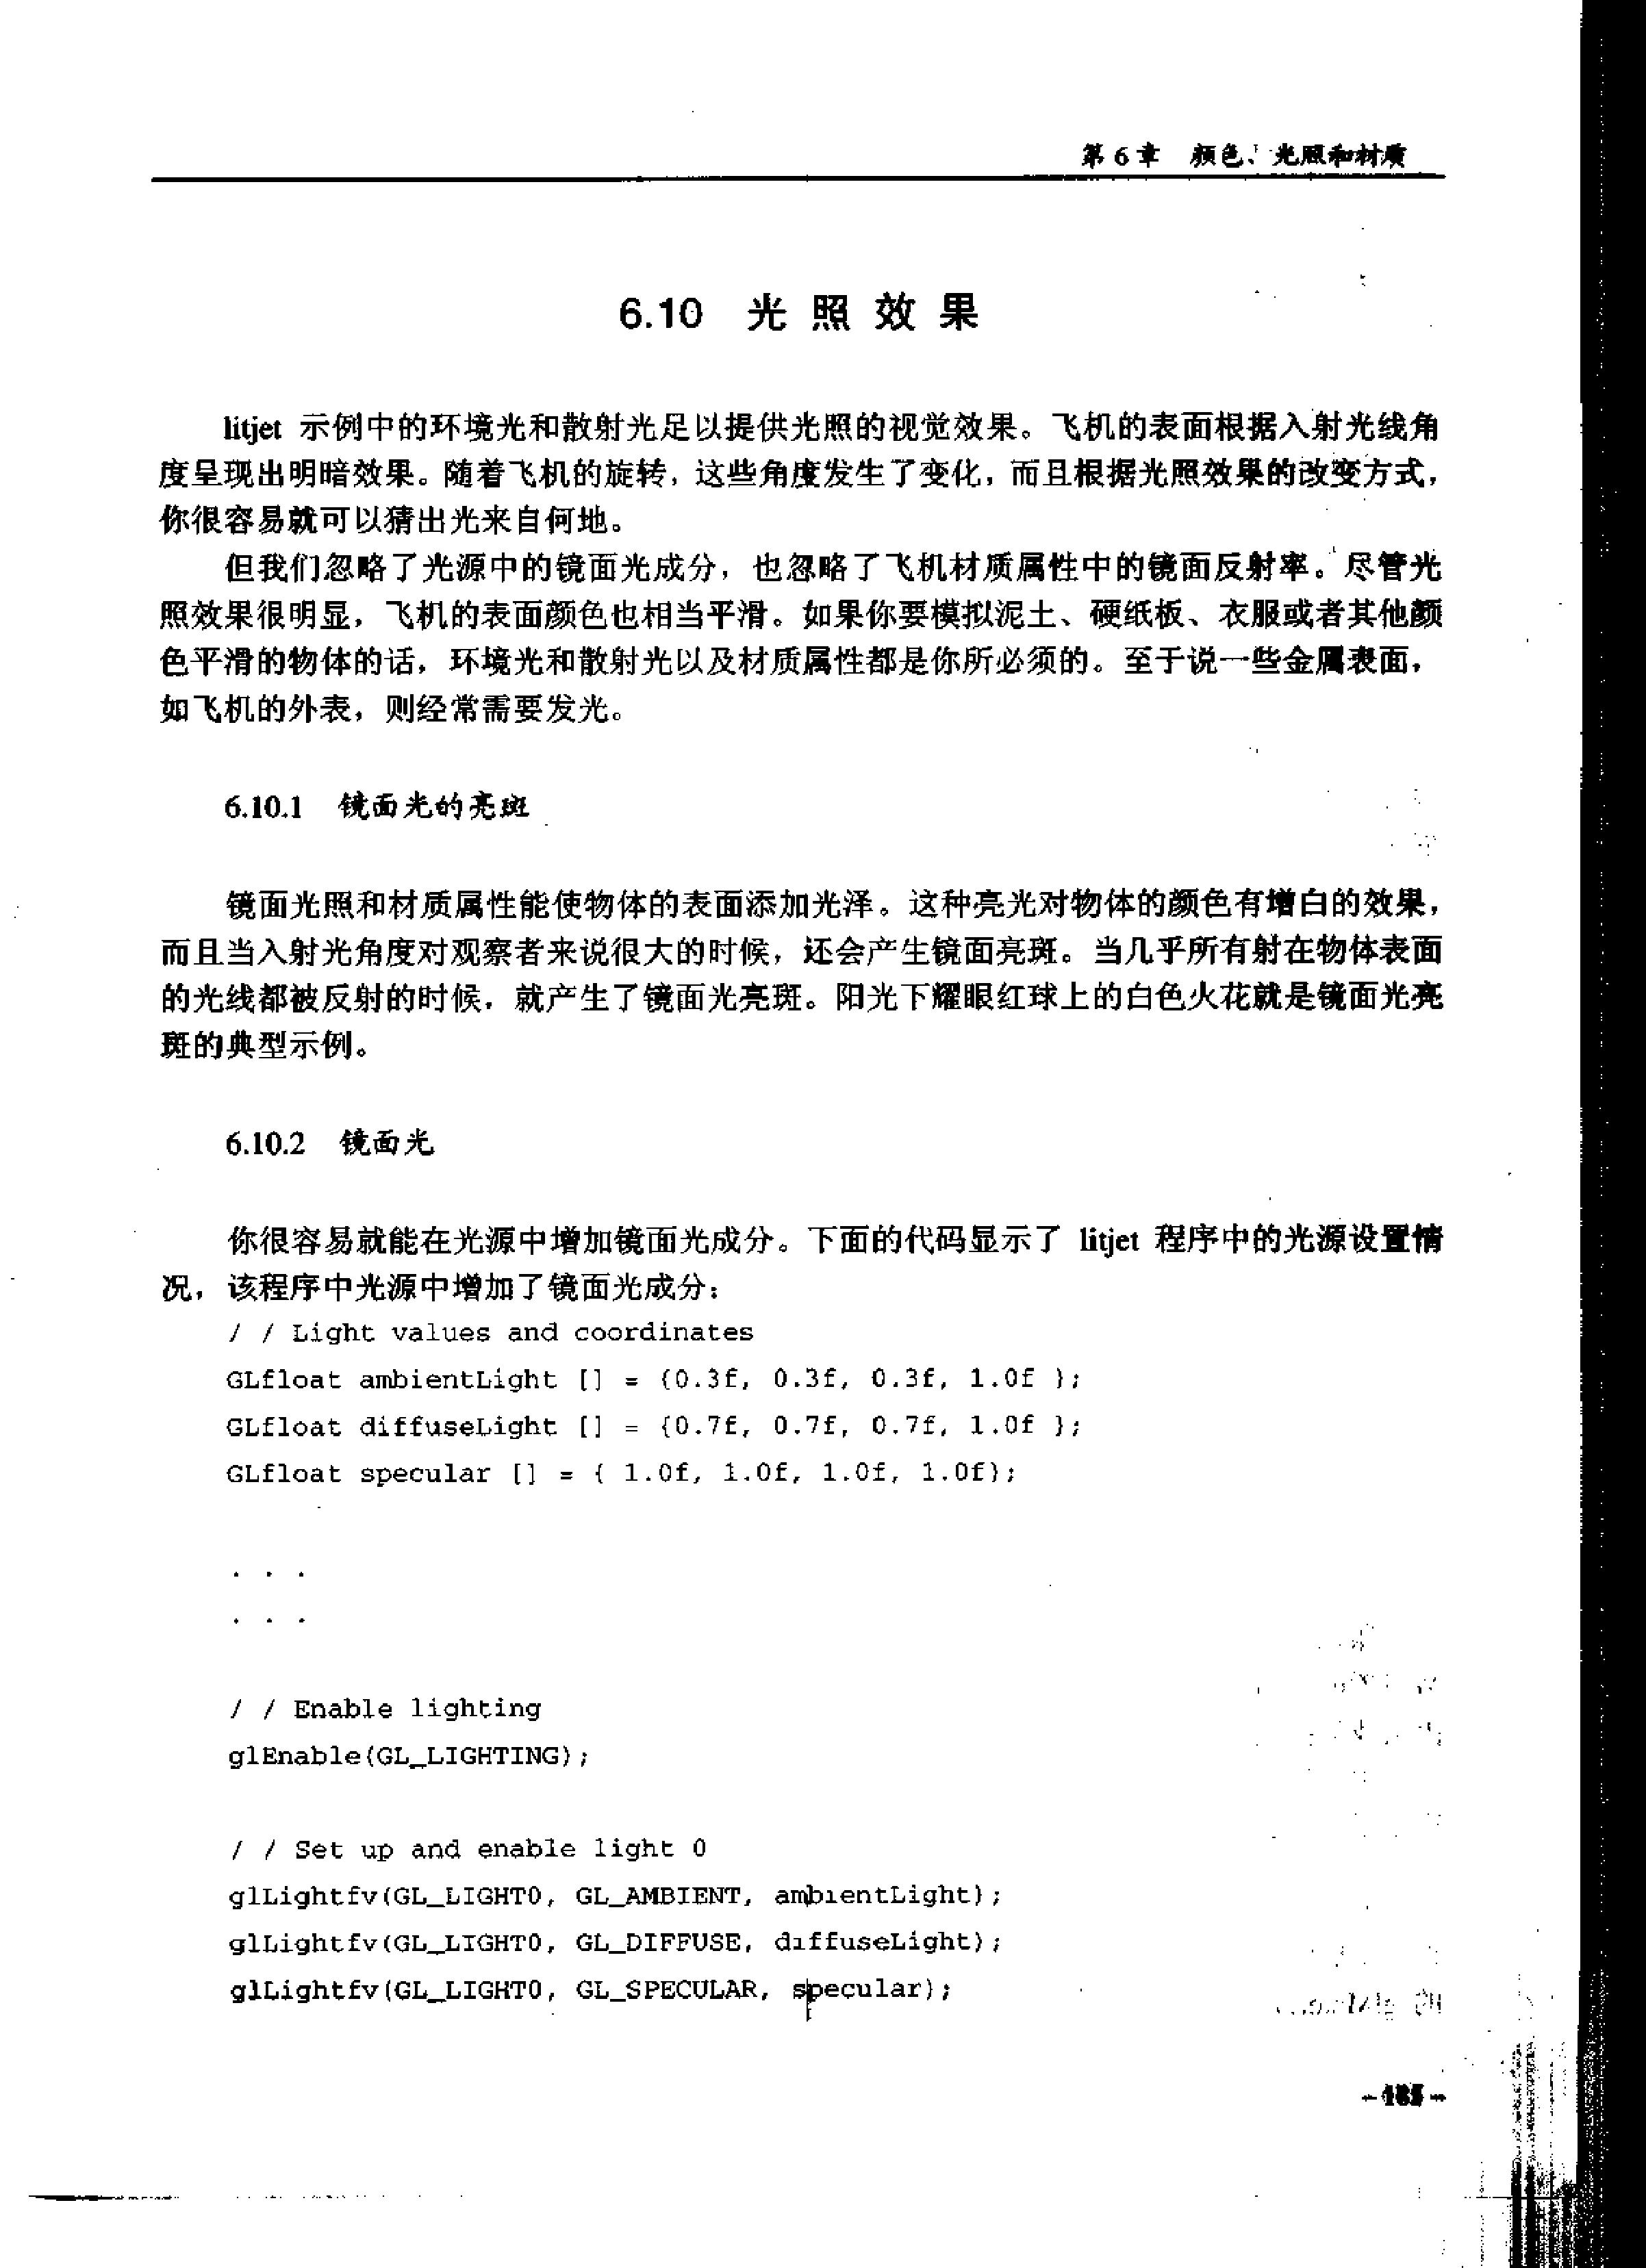 第6章 颜色、光照和材质
6.10 光照效果
litjet 示例中的环境光和散射光足以提供光照的视觉效果。飞机的表面根据入射光线角
度呈现出明暗效果。随着飞机的旋转，这些角度发生了变化，而且根据光照效果的改变方式，
你很容易就可以猜出光来自何地。
但我们忽略了光源中的镜面光成分，也忽略了飞机材质属性中的镜面反射率。尽管光
照效果很明显，飞机的表面颜色也相当平滑。如果你要模拟泥土、硬纸板、衣服或者其他颜
色平滑的物体的话，环境光和散射光以及材质属性都是你所必须的。至于说一些金属表面，
如飞机的外表，则经常需要发光。
6.10.1 镜面光的亮斑
镜面光照和材质属性能使物体的表面添加光泽。这种亮光对物体的颜色有增白的效果，
而且当入射光角度对观察者来说很大的时候，还会产生镜面亮斑。当几乎所有射在物体表面
的光线都被反射的时候，就产生了镜面光亮斑。阳光下耀眼红球上的白色火花就是镜面光亮
斑的典型示例。
6.10.2 镜面光
你很容易就能在光源中增加镜面光成分。下面的代码显示了 litjet 程序中的光源设置情
况，该程序中光源中增加了镜面光成分：
/ / Light values and coordinates
GLfloat ambientLight [] = {0.3f, 0.3f, 0.3f, 1.0f };
GLfloat diffuseLight [] = {0.7f, 0.7f, 0.7f, 1.0f };
GLfloat specular [] = { 1.0f, 1.0f, 1.0f, 1.0f};
. . .
. . .
/ / Enable lighting
glEnable(GL_LIGHTING);
/ / Set up and enable light 0
glLightfv(GL_LIGHT0, GL_AMBIENT, ambientLight);
glLightfv(GL_LIGHT0, GL_DIFFUSE, diffuseLight);
glLightfv(GL_LIGHT0, GL_SPECULAR, specular);